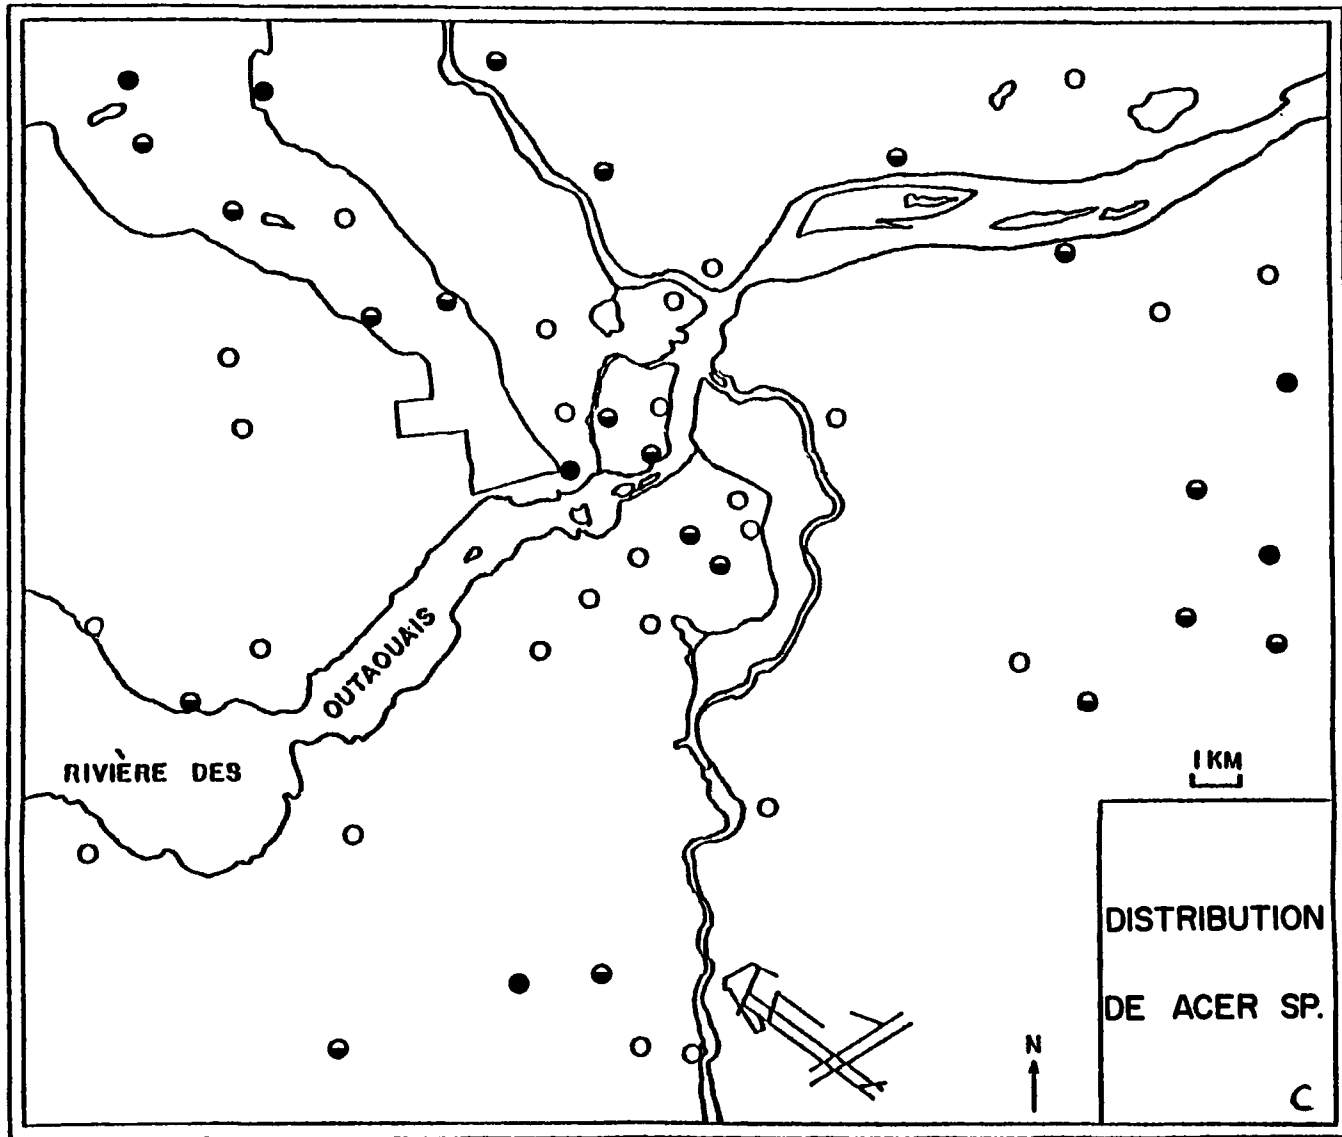 OUTAOUAIS
RIVIÈRE DES
1 KM
DISTRIBUTION
DE ACER SP.
N
C